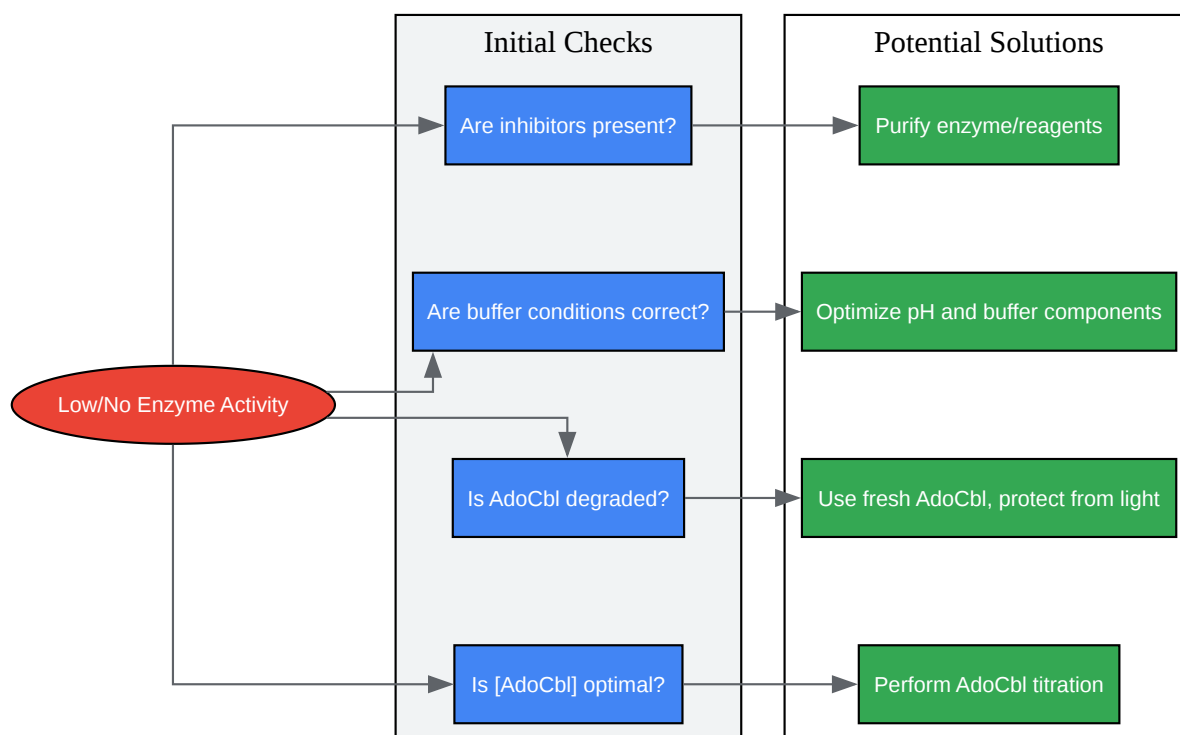 Initial Checks
Potential Solutions
Are inhibitors present?
Purify enzyme/reagents
Are buffer conditions correct?
Optimize pH and buffer components
Low/No Enzyme Activity
Is AdoCbl degraded?
Use fresh AdoCbl, protect from light
Is [AdoCbl] optimal?
Perform AdoCbl titration